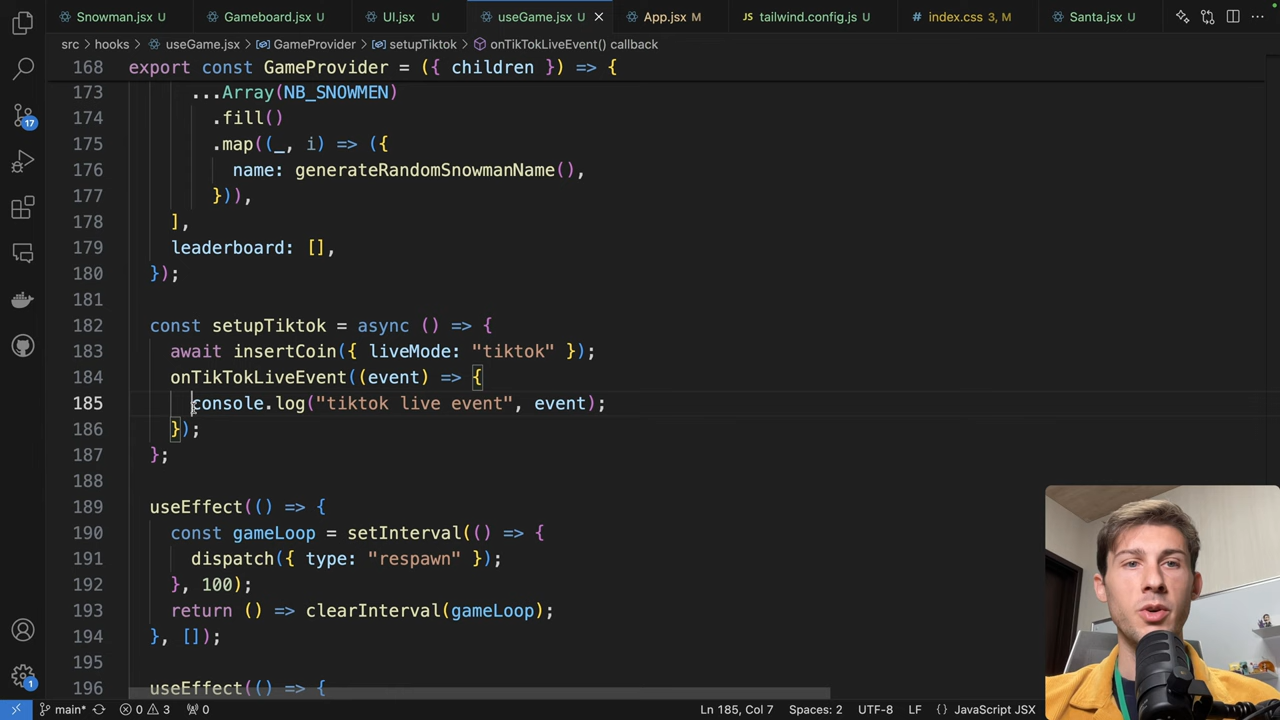 Snowman.jsx U
Gameboard.jsx U
UI.jsx U
useGame.jsx U
App.jsx M
tailwind.config.js U
index.css 3, M
Santa.jsx U
src > hooks > useGame.jsx > GameProvider > setupTiktok > onTikTokLiveEvent() callback
168 export const GameProvider = ({ children }) => {
173 ...Array(NB_SNOWMEN)
174 .fill()
175 .map((_, i) => ({
176 name: generateRandomSnowmanName(),
177 })),
178 ],
179 leaderboard: [],
180 });
181
182 const setupTiktok = async () => {
183 await insertCoin({ liveMode: "tiktok" });
184 onTikTokLiveEvent((event) => {
185 console.log("tiktok live event", event);
186 });
187 };
188
189 useEffect(() => {
190 const gameLoop = setInterval(() => {
191 dispatch({ type: "respawn" });
192 }, 100);
193 return () => clearInterval(gameLoop);
194 }, []);
195
196 useEffect(() => {
17
1
main* 0 3 0 Ln 185, Col 7 Spaces: 2 UTF-8 LF {} JavaScript JSX